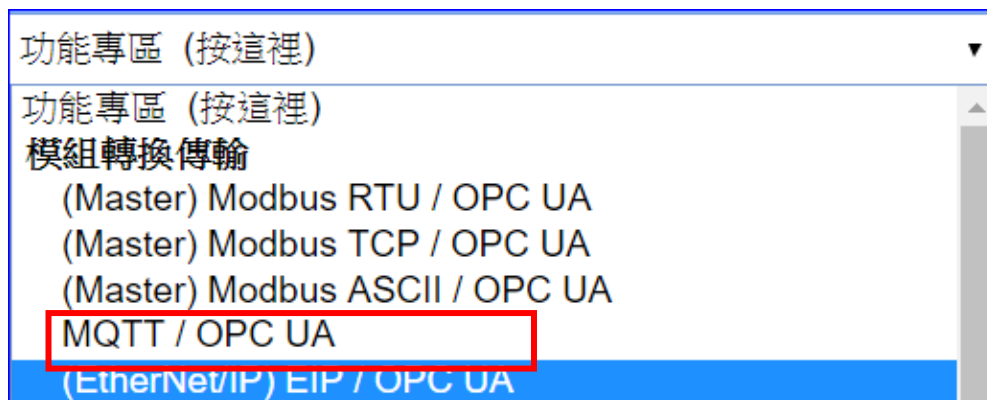 功能專區 (按這裡)
功能專區 (按這裡)
模組轉換傳輸
(Master) Modbus RTU / OPC UA
(Master) Modbus TCP / OPC UA
(Master) Modbus ASCII / OPC UA
MQTT / OPC UA
(EtherNet/IP) EIP / OPC UA